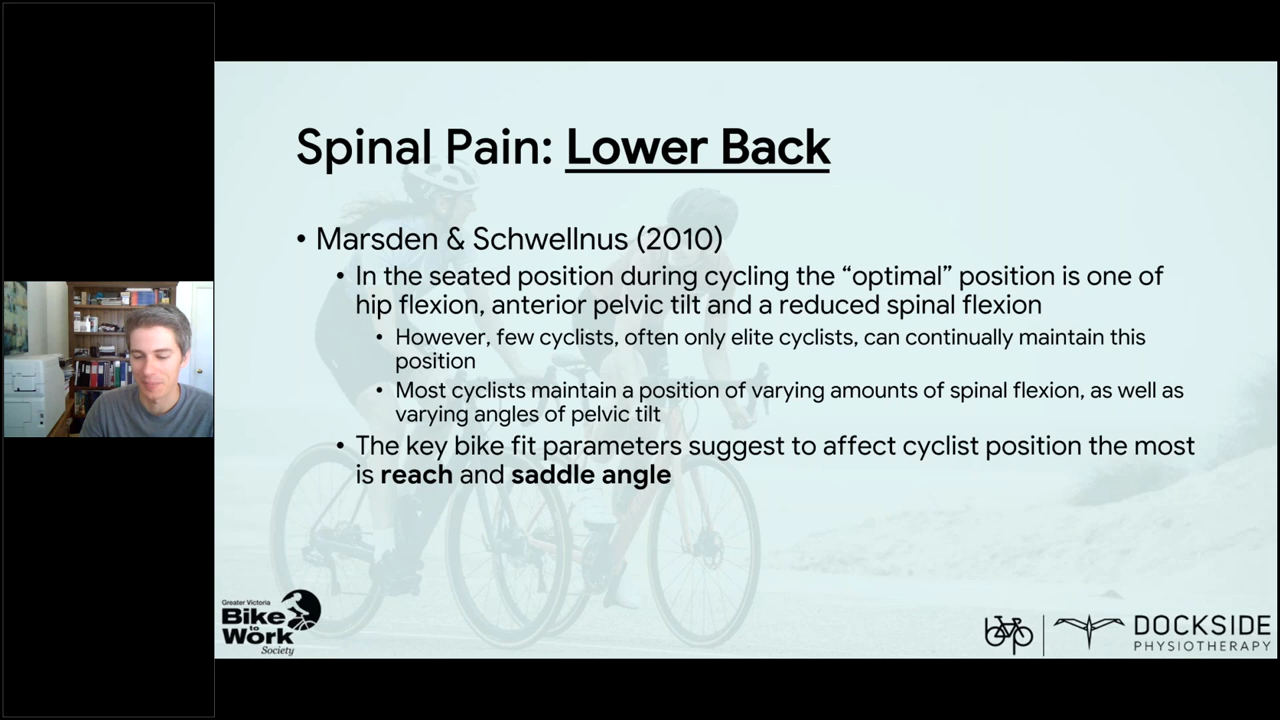 Spinal Pain: Lower Back
• Marsden & Schwellnus (2010)
• In the seated position during cycling the “optimal” position is one of
hip flexion, anterior pelvic tilt and a reduced spinal flexion
• However, few cyclists, often only elite cyclists, can continually maintain this
position
• Most cyclists maintain a position of varying amounts of spinal flexion, as well as
varying angles of pelvic tilt
• The key bike fit parameters suggest to affect cyclist position the most
is reach and saddle angle
Greater Victoria
Bike
to
Work
Society
DOCKSIDE
PHYSIOTHERAPY